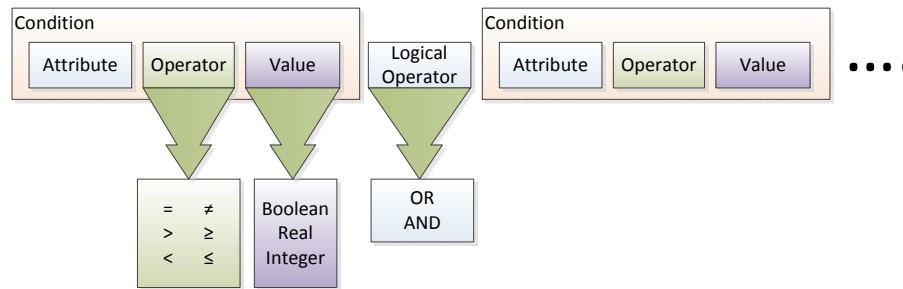 Condition
Attribute
Operator
Value
Logical
Operator
Condition
Attribute
Operator
Value
....
= ≠
> ≥
< ≤
Boolean
Real
Integer
OR
AND